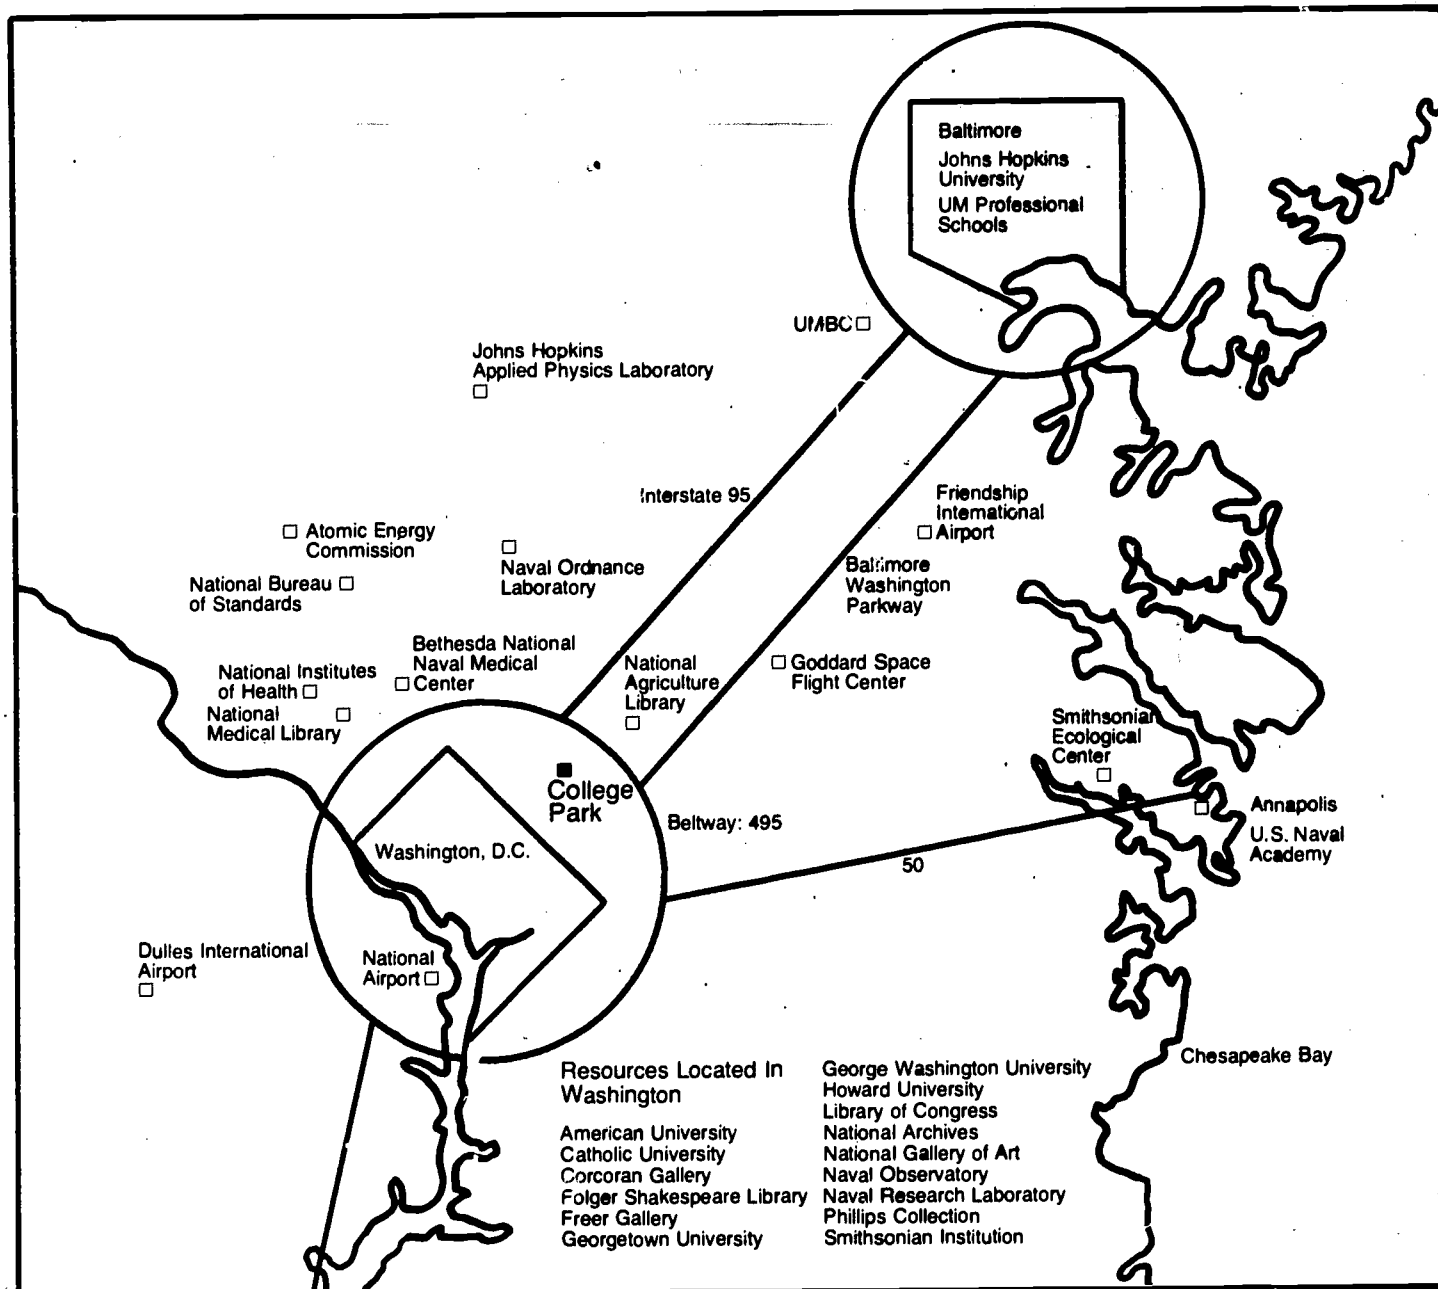 Baltimore
Johns Hopkins
University
UM Professional
Schools
UMBC
Johns Hopkins
Applied Physics Laboratory
Interstate 95
Friendship
International
Airport
Atomic Energy
Commission
Naval Ordnance
Laboratory
National Bureau
of Standards
Baltimore
Washington
Parkway
Bethesda National
Naval Medical
Center
National
Agriculture
Library
Goddard Space
Flight Center
National Institutes
of Health
National
Medical Library
Smithsonian
Ecological
Center
College
Park
Beltway: 495
Annapolis
U.S. Naval
Academy
Washington, D.C.
50
Dulles International
Airport
National
Airport
Chesapeake Bay
Resources Located In
Washington
American University
Catholic University
Corcoran Gallery
Folger Shakespeare Library
Freer Gallery
Georgetown University
George Washington University
Howard University
Library of Congress
National Archives
National Gallery of Art
Naval Observatory
Naval Research Laboratory
Phillips Collection
Smithsonian Institution